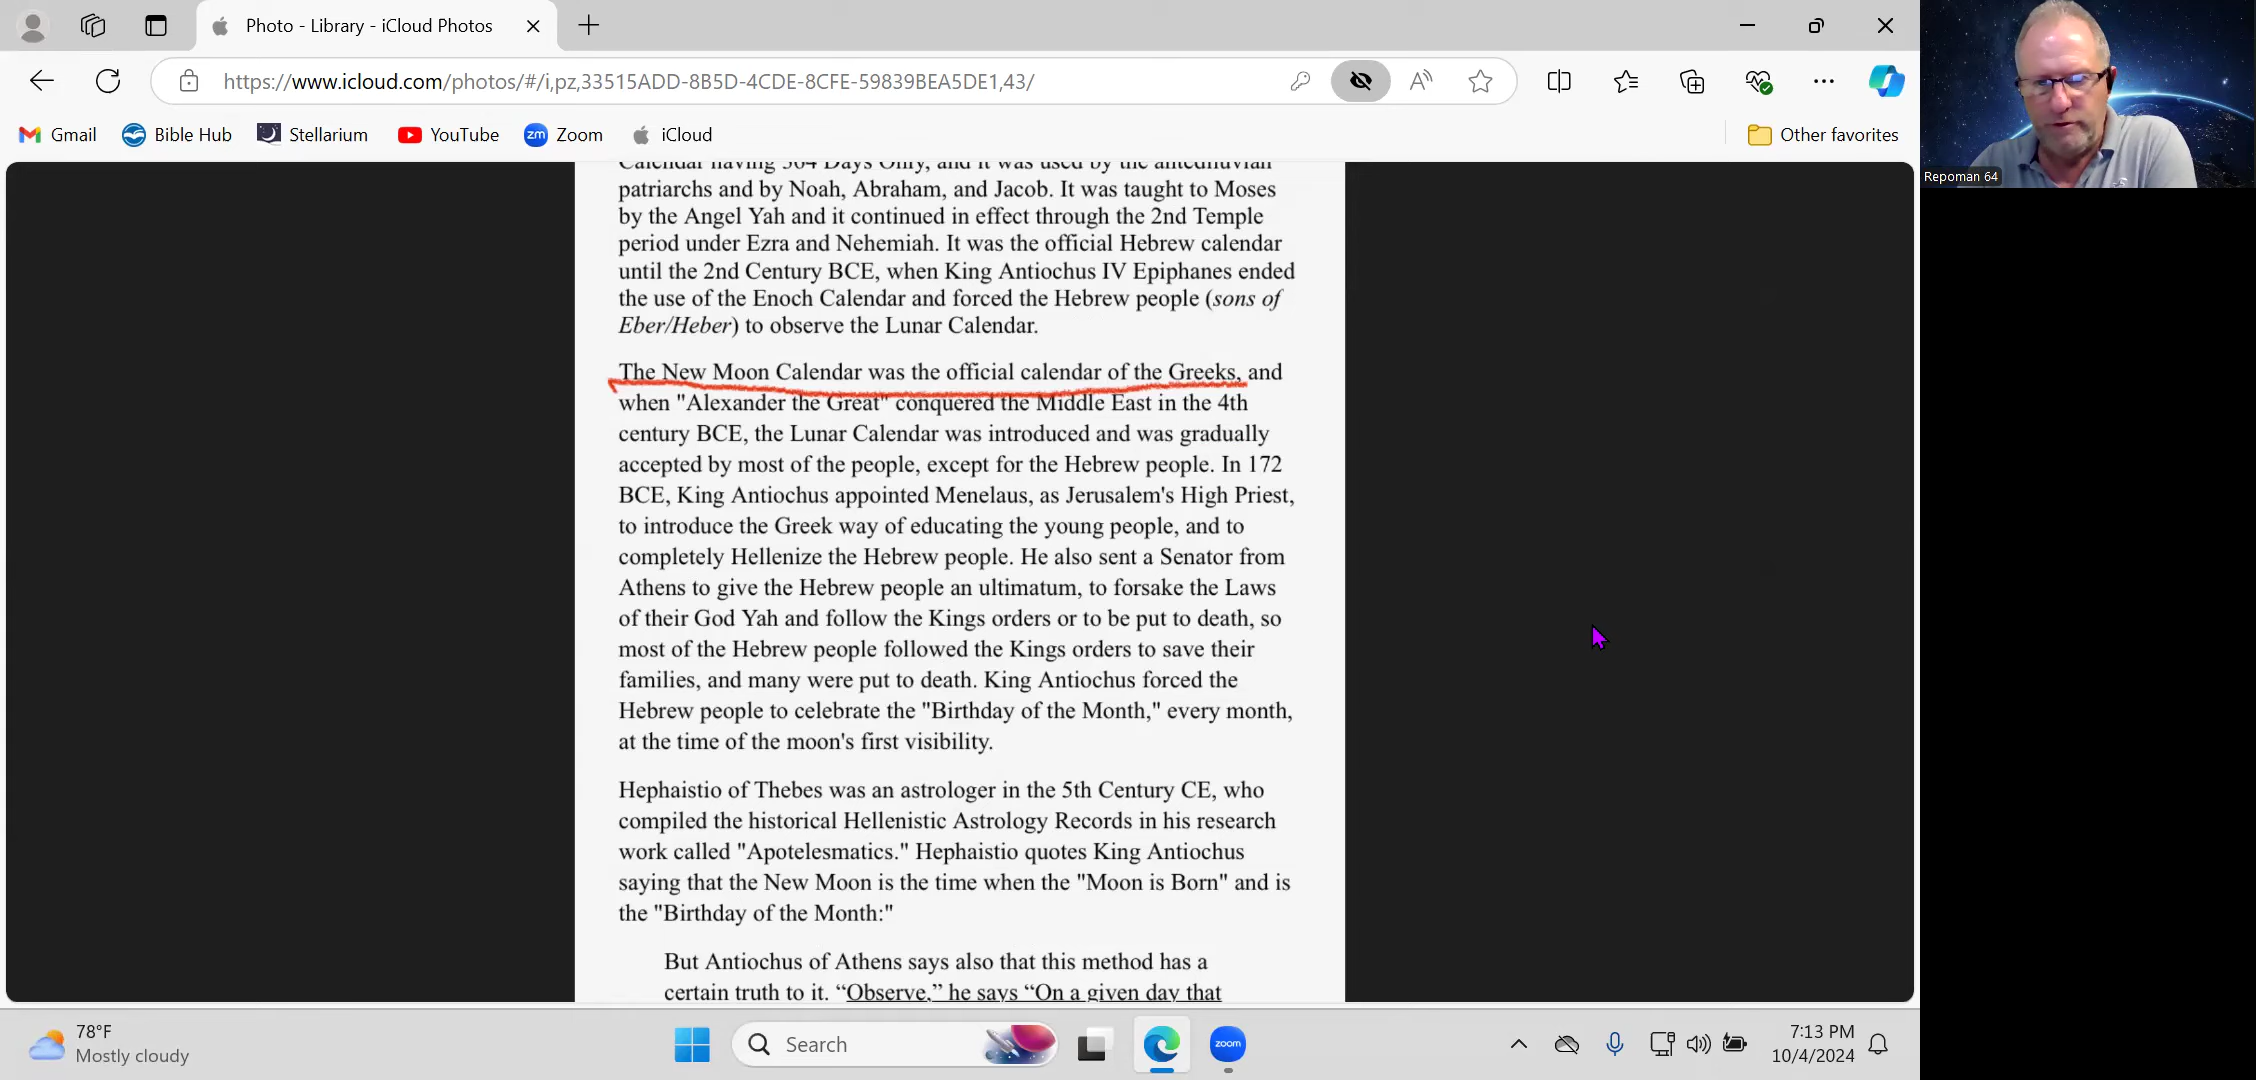 Photo - Library - iCloud Photos
https://www.icloud.com/photos/#/i,pz,33515ADD-8B5D-4CDE-8CFE-59839BEA5DE1,43/
Gmail
Bible Hub
Stellarium
YouTube
zm Zoom
iCloud
Other favorites
Repoman 64
Calendar having 364 Days Only, and it was used by the antediluvian
patriarchs and by Noah, Abraham, and Jacob. It was taught to Moses
by the Angel Yah and it continued in effect through the 2nd Temple
period under Ezra and Nehemiah. It was the official Hebrew calendar
until the 2nd Century BCE, when King Antiochus IV Epiphanes ended
the use of the Enoch Calendar and forced the Hebrew people (sons of
Eber/Heber) to observe the Lunar Calendar.
The New Moon Calendar was the official calendar of the Greeks, and
when "Alexander the Great" conquered the Middle East in the 4th
century BCE, the Lunar Calendar was introduced and was gradually
accepted by most of the people, except for the Hebrew people. In 172
BCE, King Antiochus appointed Menelaus, as Jerusalem's High Priest,
to introduce the Greek way of educating the young people, and to
completely Hellenize the Hebrew people. He also sent a Senator from
Athens to give the Hebrew people an ultimatum, to forsake the Laws
of their God Yah and follow the Kings orders or to be put to death, so
most of the Hebrew people followed the Kings orders to save their
families, and many were put to death. King Antiochus forced the
Hebrew people to celebrate the "Birthday of the Month," every month,
at the time of the moon's first visibility.
Hephaistio of Thebes was an astrologer in the 5th Century CE, who
compiled the historical Hellenistic Astrology Records in his research
work called "Apotelesmatics." Hephaistio quotes King Antiochus
saying that the New Moon is the time when the "Moon is Born" and is
the "Birthday of the Month:"
But Antiochus of Athens says also that this method has a
certain truth to it. “Observe,” he says “On a given day that
78°F
Mostly cloudy
Search
zoom
7:13 PM
10/4/2024